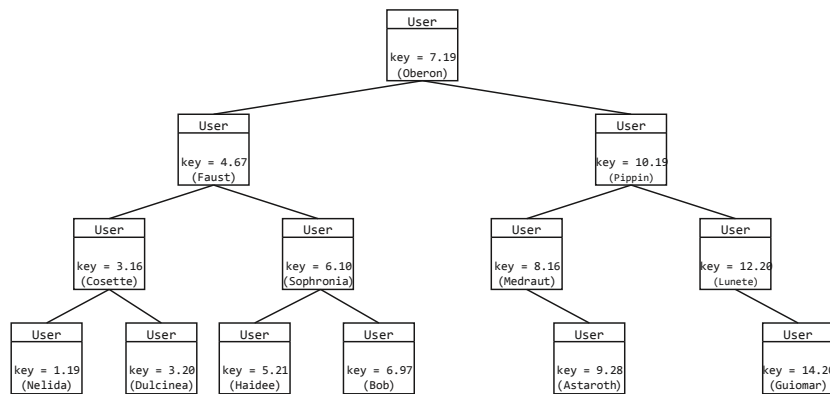 User
key = 7.19
(Oberon)
User
key = 4.67
(Faust)
User
key = 10.19
(Pippin)
User
key = 3.16
(Cosette)
User
key = 6.10
(Sophronia)
User
key = 8.16
(Medraut)
User
key = 12.20
(Lunete)
User
key = 1.19
(Nelida)
User
key = 3.20
(Dulcinea)
User
key = 5.21
(Haidee)
User
key = 6.97
(Bob)
User
key = 9.28
(Astaroth)
User
key = 14.20
(Guiomar)